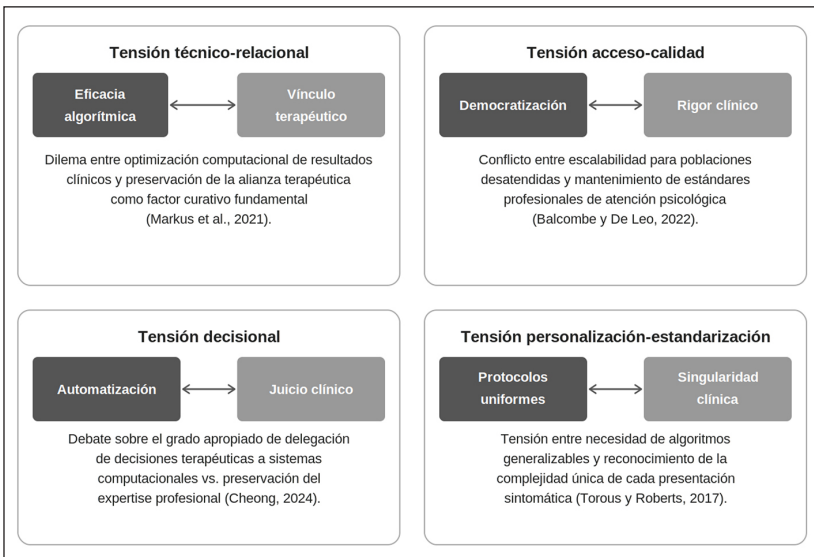 Tensión técnico-relacional
Eficacia
algorítmica
Vínculo
terapéutico
Dilema entre optimización computacional de resultados
clínicos y preservación de la alianza terapéutica
como factor curativo fundamental
(Markus et al., 2021).
Tensión acceso-calidad
Democratización
Rigor clínico
Conflicto entre escalabilidad para poblaciones
desatendidas y mantenimiento de estándares
profesionales de atención psicológica
(Balcombe y De Leo, 2022).
Tensión decisional
Automatización
Juicio clínico
Debate sobre el grado apropiado de delegación
de decisiones terapéuticas a sistemas
computacionales vs. preservación del
expertise profesional (Cheong, 2024).
Tensión personalización-estandarización
Protocolos
uniformes
Singularidad
clínica
Tensión entre necesidad de algoritmos
generalizables y reconocimiento de la
complejidad única de cada presentación
sintomática (Torous y Roberts, 2017).